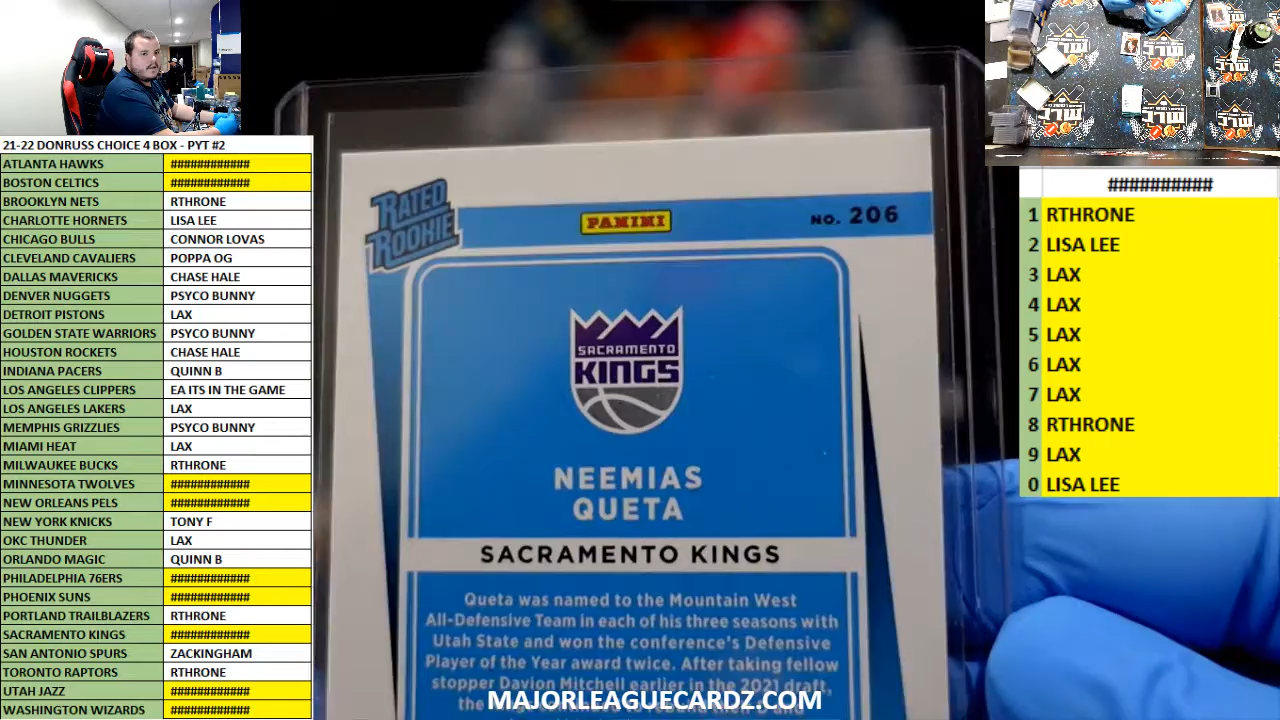 21-22 DONRUSS CHOICE 4 BOX - PYT #2
ATLANTA HAWKS ############
BOSTON CELTICS ############
BROOKLYN NETS RTHRONE
CHARLOTTE HORNETS LISA LEE
CHICAGO BULLS CONNOR LOVAS
CLEVELAND CAVALIERS POPPA OG
DALLAS MAVERICKS CHASE HALE
DENVER NUGGETS PSYCO BUNNY
DETROIT PISTONS LAX
GOLDEN STATE WARRIORS PSYCO BUNNY
HOUSTON ROCKETS CHASE HALE
INDIANA PACERS QUINN B
LOS ANGELES CLIPPERS EA ITS IN THE GAME
LOS ANGELES LAKERS LAX
MEMPHIS GRIZZLIES PSYCO BUNNY
MIAMI HEAT LAX
MILWAUKEE BUCKS RTHRONE
MINNESOTA TWOLVES ############
NEW ORLEANS PELS ############
NEW YORK KNICKS TONY F
OKC THUNDER LAX
ORLANDO MAGIC QUINN B
PHILADELPHIA 76ERS ############
PHOENIX SUNS ############
PORTLAND TRAILBLAZERS RTHRONE
SACRAMENTO KINGS ############
SAN ANTONIO SPURS ZACKINGHAM
TORONTO RAPTORS RTHRONE
UTAH JAZZ ############
WASHINGTON WIZARDS ############
RATED
ROOKIE
PANINI
NO. 206
SACRAMENTO
KINGS
NEEMIAS
QUETA
SACRAMENTO KINGS
Queta was named to the Mountain West
All-Defensive Team in each of his three seasons with
Utah State and won the conference's Defensive
Player of the Year award twice. After taking fellow
stopper Davion Mitchell earlier in the 2021 draft,
the
MAJORLEAGUECARDZ.COM
##########
1 RTHRONE
2 LISA LEE
3 LAX
4 LAX
5 LAX
6 LAX
7 LAX
8 RTHRONE
9 LAX
0 LISA LEE